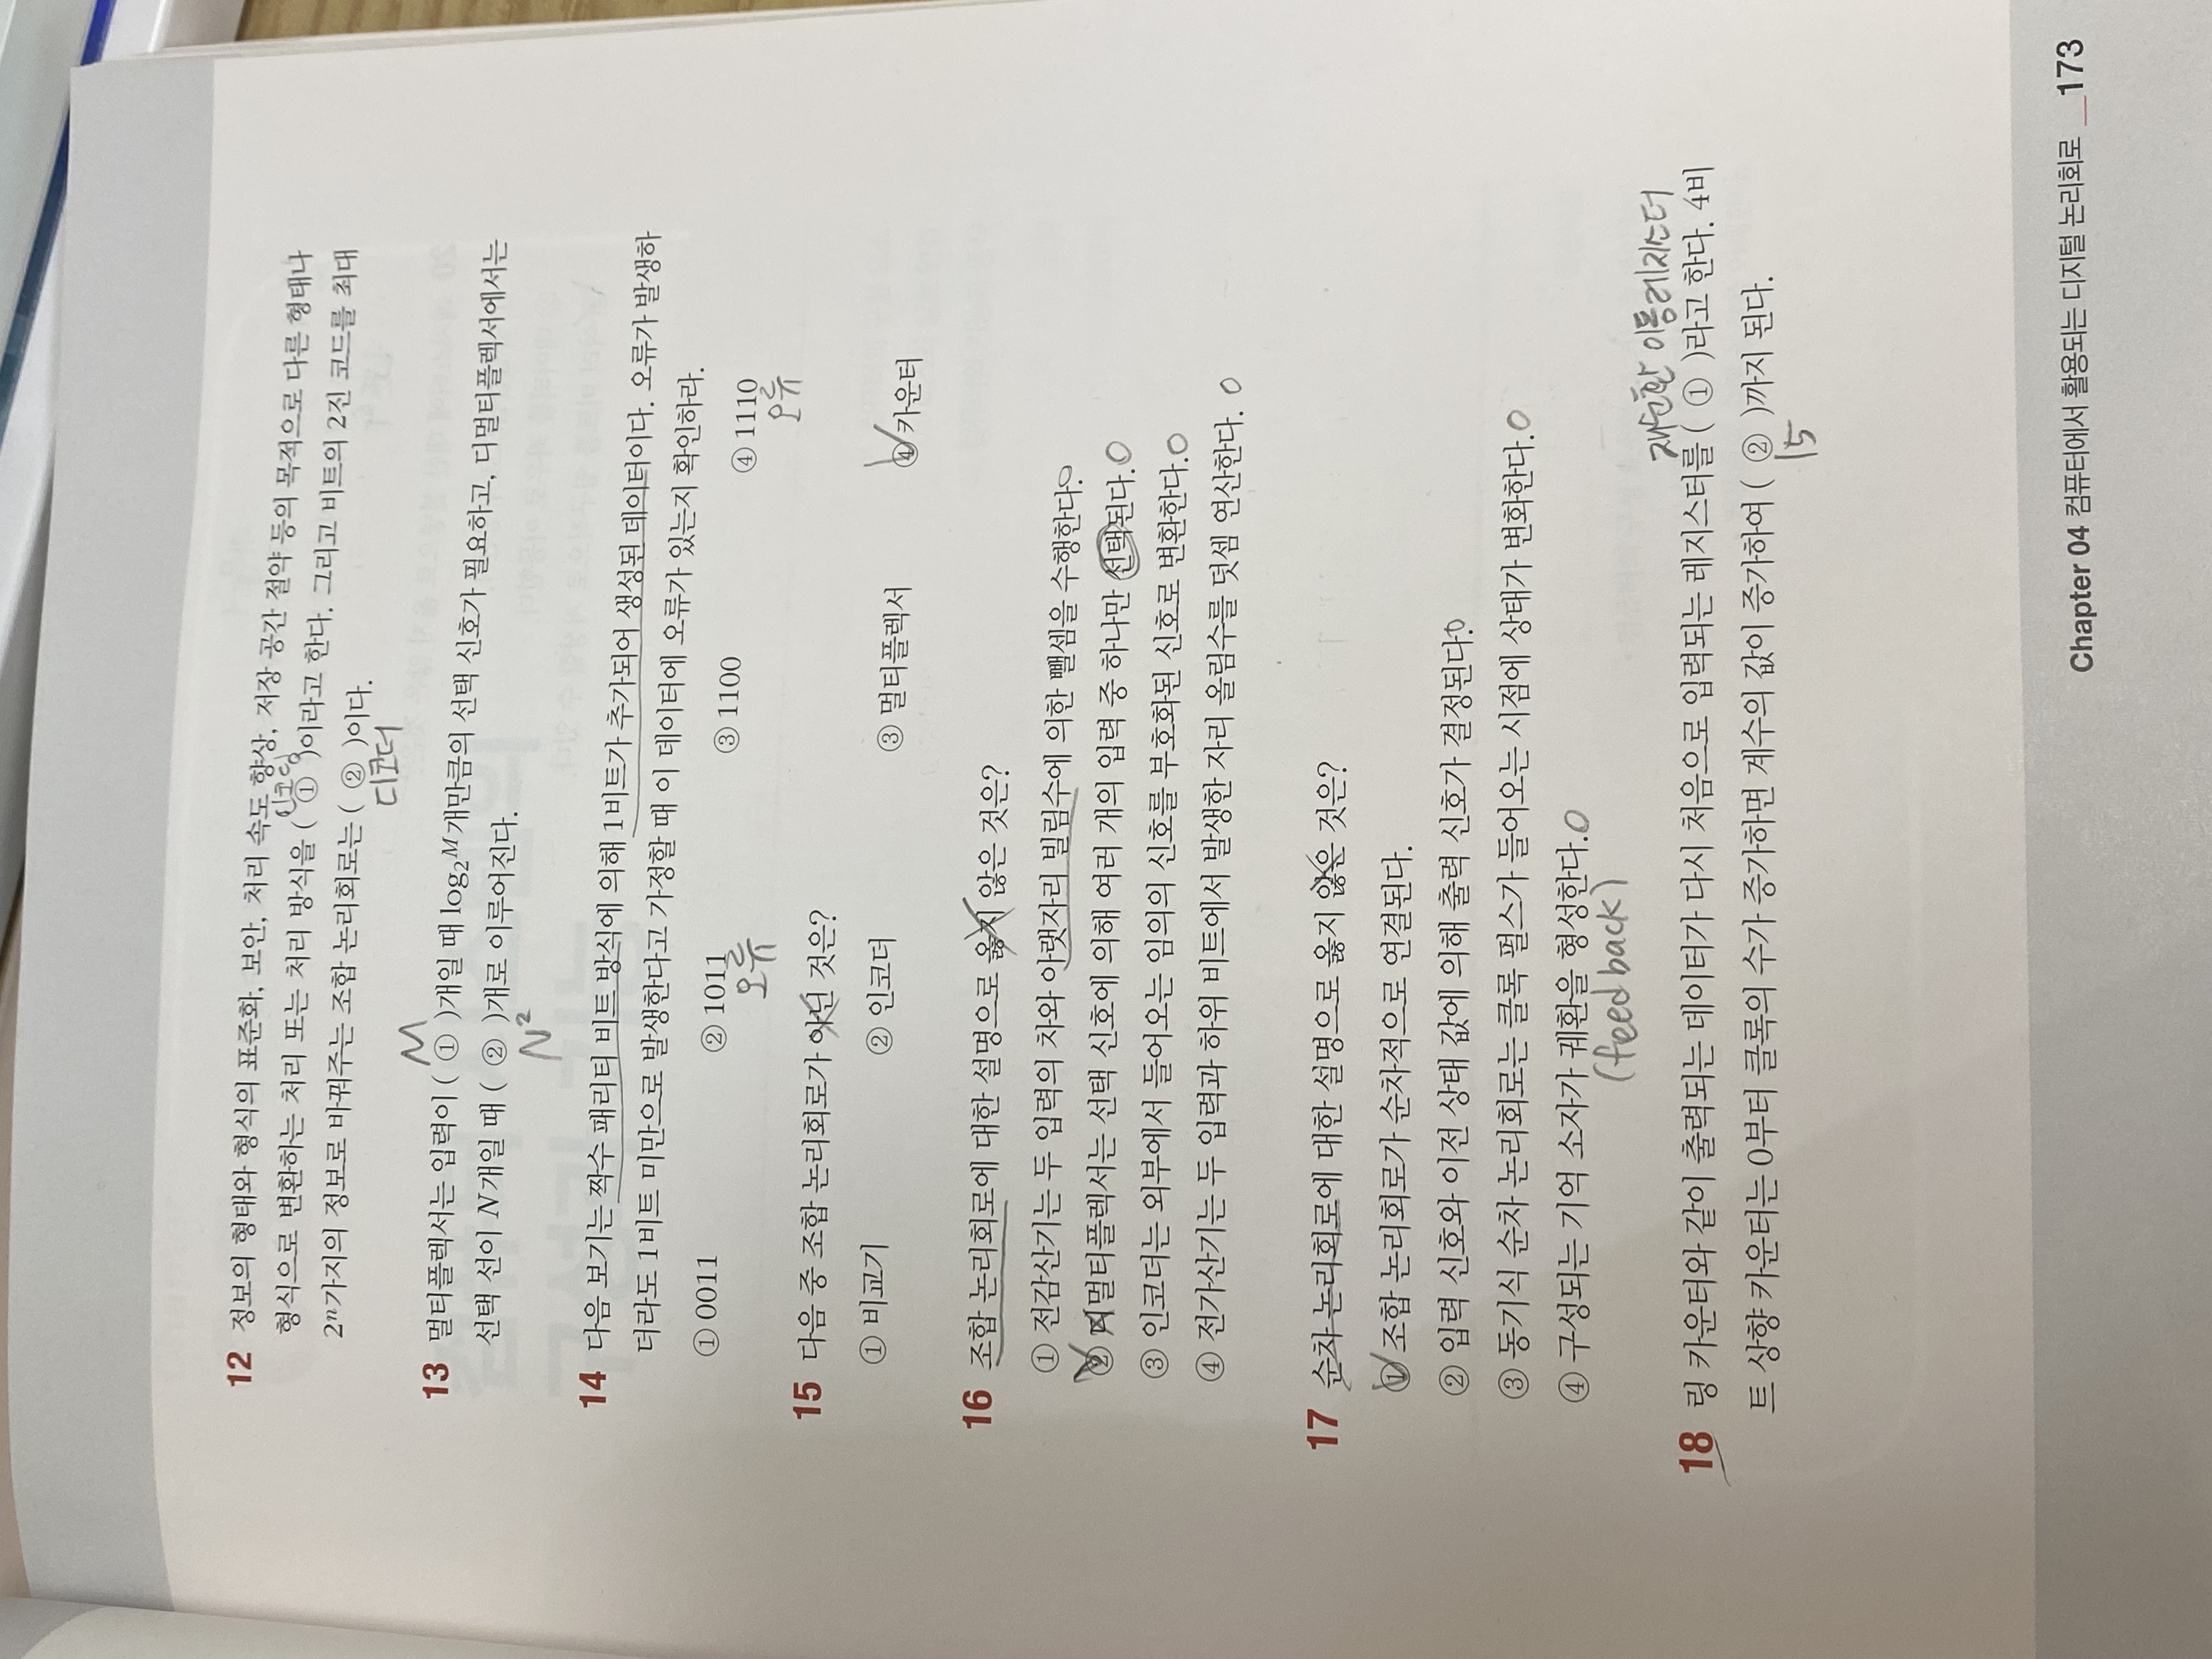 12 정보의 형태와 형식의 표준화, 보안, 처리 속도 향상, 저장 공간 절약 등의 목적으로 다른 형태나
인코딩
형식으로 변환하는 처리 또는 처리 방식을 ( ① )이라고 한다. 그리고 비트의 2진 코드를 최대
2ⁿ가지의 정보로 바꿔주는 조합 논리회로는 ( ② )이다.
디코더
M
13 멀티플렉서는 입력이 ( ① )개일 때 log₂ᴹ개만큼의 선택 신호가 필요하고, 디멀티플렉서에서는
선택 선이 N개일 때 ( ② )개로 이루어진다.
N²
14 다음 보기는 짝수 패리티 비트 방식에 의해 1비트가 추가되어 생성된 데이터이다. 오류가 발생하
더라도 1비트 미만으로 발생한다고 가정할 때 이 데이터에 오류가 있는지 확인하라.
① 0011 ② 1011 ③ 1100 ④ 1110
오류 오류
15 다음 중 조합 논리회로가 아닌 것은?
① 비교기 ② 인코더 ③ 멀티플렉서 ④ 카운터
16 조합 논리회로에 대한 설명으로 옳지 않은 것은?
① 전감산기는 두 입력의 차와 아랫자리 빌림수에 의한 뺄셈을 수행한다.
② 디멀티플렉서는 선택 신호에 의해 여러 개의 입력 중 하나만 선택된다.
③ 인코더는 외부에서 들어오는 임의의 신호를 부호화된 신호로 변환한다.
④ 전가산기는 두 입력과 하위 비트에서 발생한 자리 올림수를 덧셈 연산한다.
17 순차 논리회로에 대한 설명으로 옳지 않은 것은?
① 조합 논리회로가 순차적으로 연결된다.
② 입력 신호와 이전 상태 값에 의해 출력 신호가 결정된다.
③ 동기식 순차 논리회로는 클록 펄스가 들어오는 시점에 상태가 변화한다.
④ 구성되는 기억 소자가 궤환을 형성한다.
(feedback)
재순환 이동레지스터
18 링 카운터와 같이 출력되는 데이터가 다시 처음으로 입력되는 레지스터를 ( ① )라고 한다. 4비
트 상향 카운터는 0부터 클록의 수가 증가하면 계수의 값이 증가하여 ( ② )까지 된다.
15
Chapter 04 컴퓨터에서 활용되는 디지털 논리회로 __173